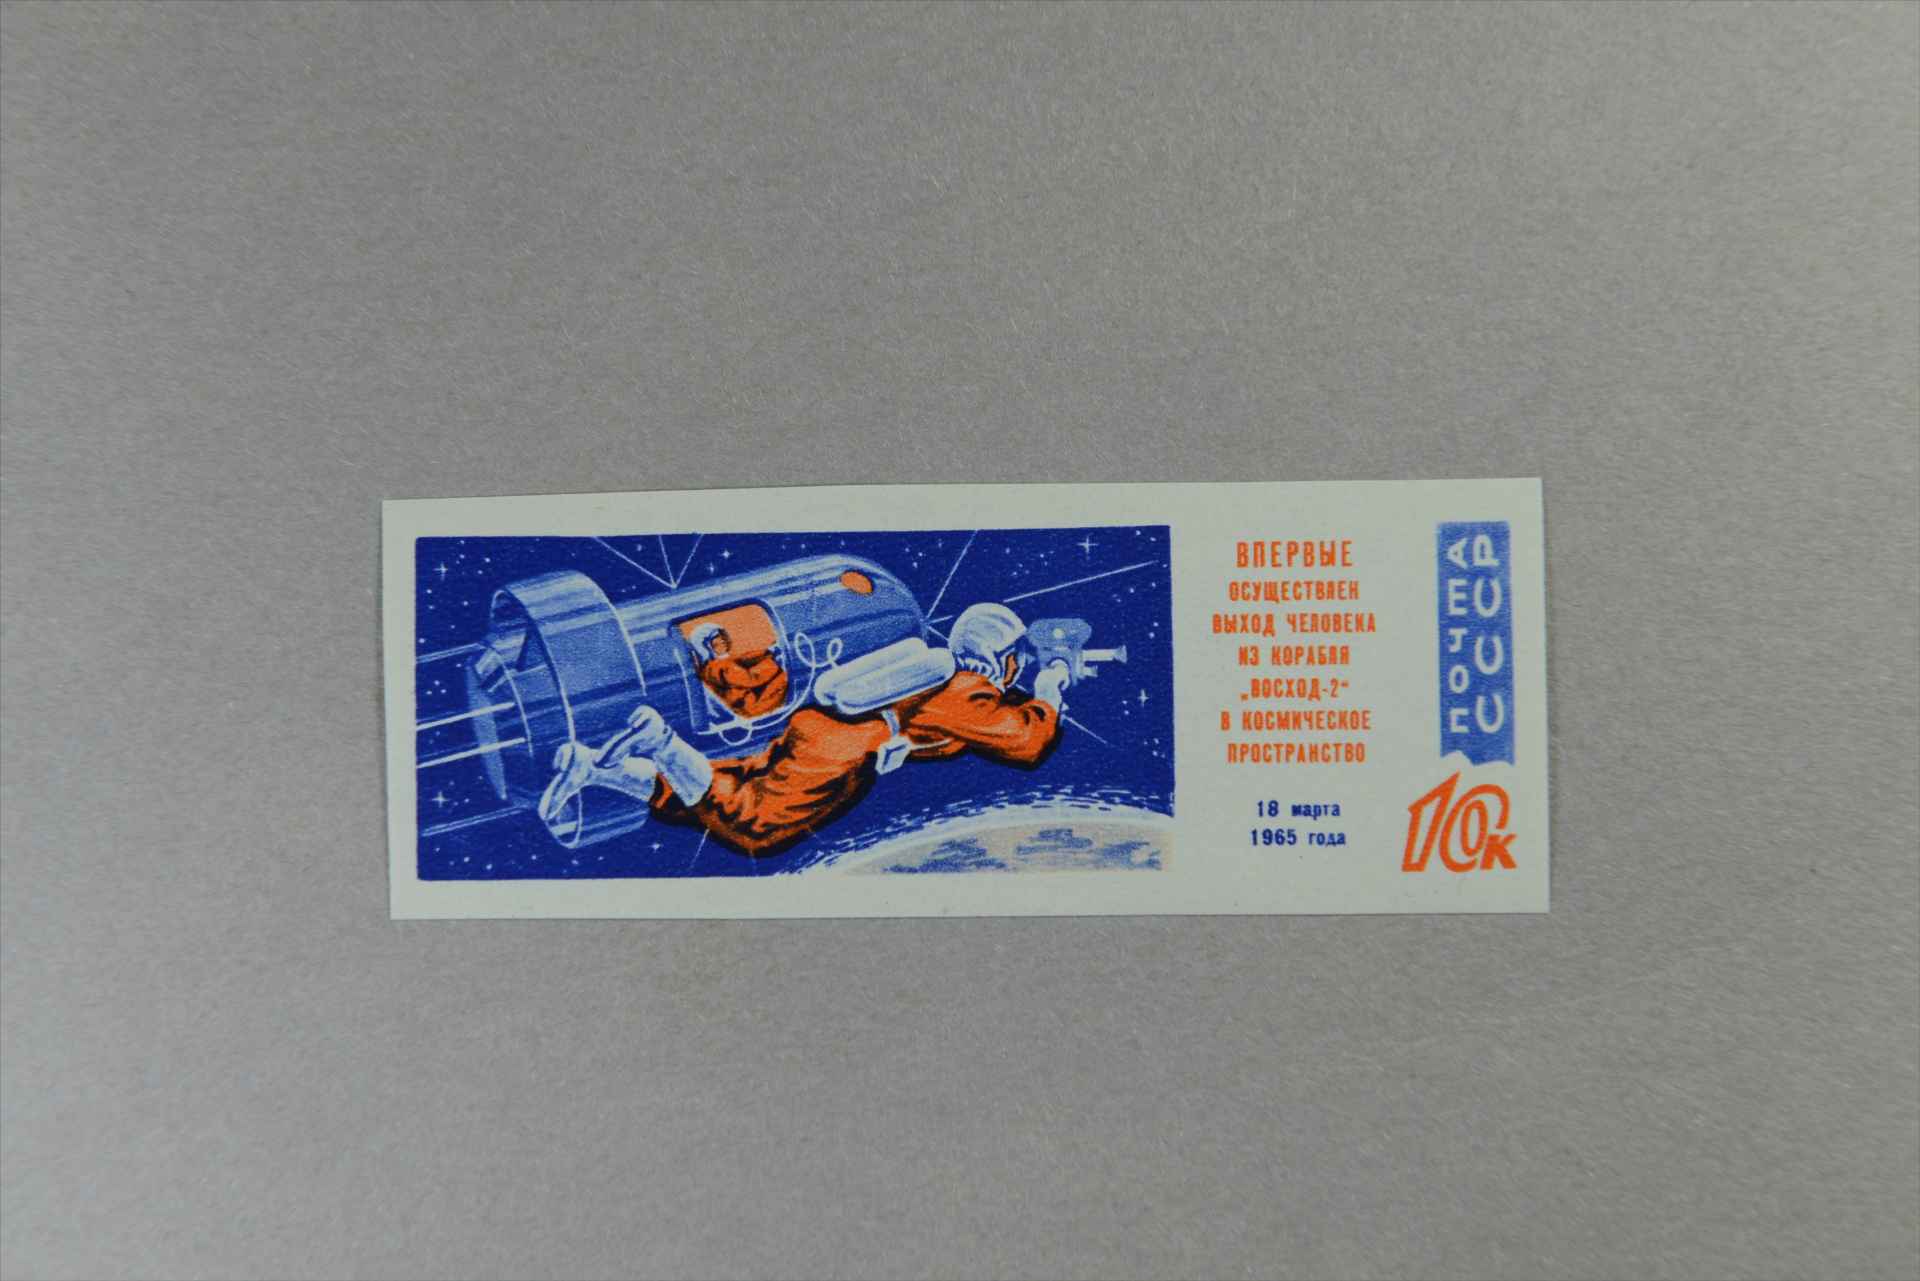 ВПЕРВЫЕ
ОСУЩЕСТВЛЕН
ВЫХОД ЧЕЛОВЕКА
ИЗ КОРАБЛЯ
„ВОСХОД-2“
В КОСМИЧЕСКОЕ
ПРОСТРАНСТВО
18 марта
1965 года
ПОЧТА
СССР
10к